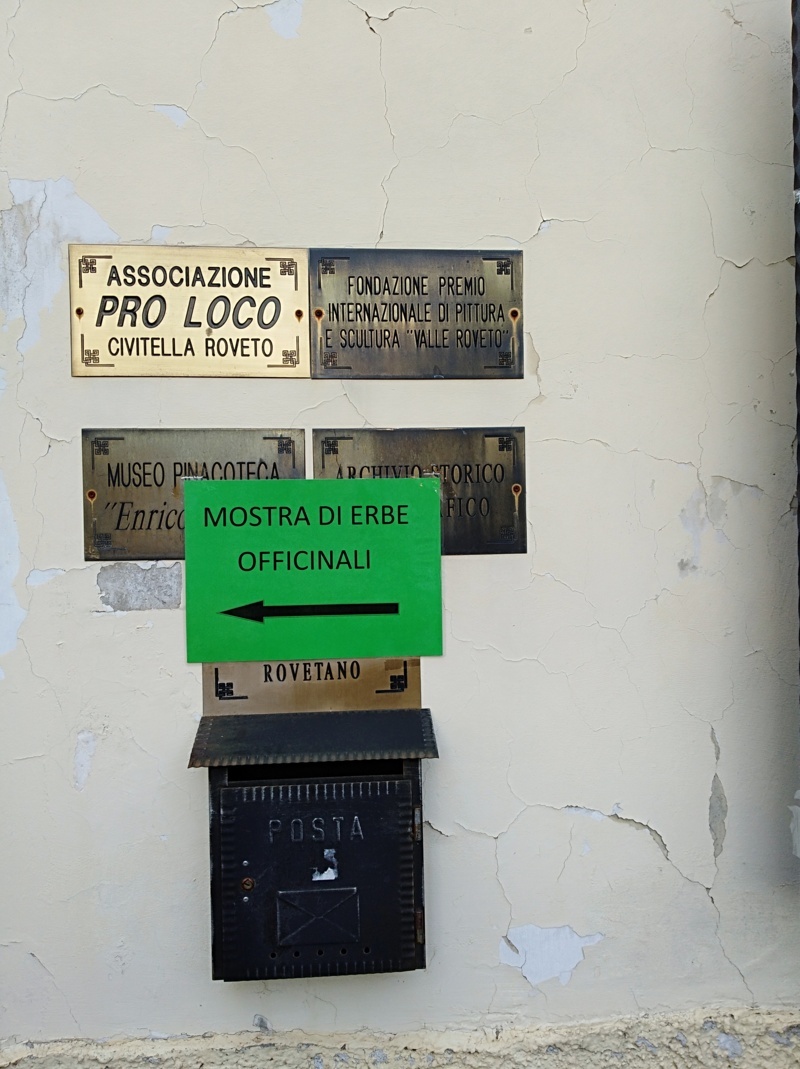 ASSOCIAZIONE
PRO LOCO
CIVITELLA ROVETO
FONDAZIONE PREMIO
INTERNAZIONALE DI PITTURA
E SCULTURA "VALLE ROVETO"
MUSEO PINACOTECA
"Enrico
ARCHIVIO STORICO
MOSTRA DI ERBE
OFFICINALI
ROVETANO
POSTA